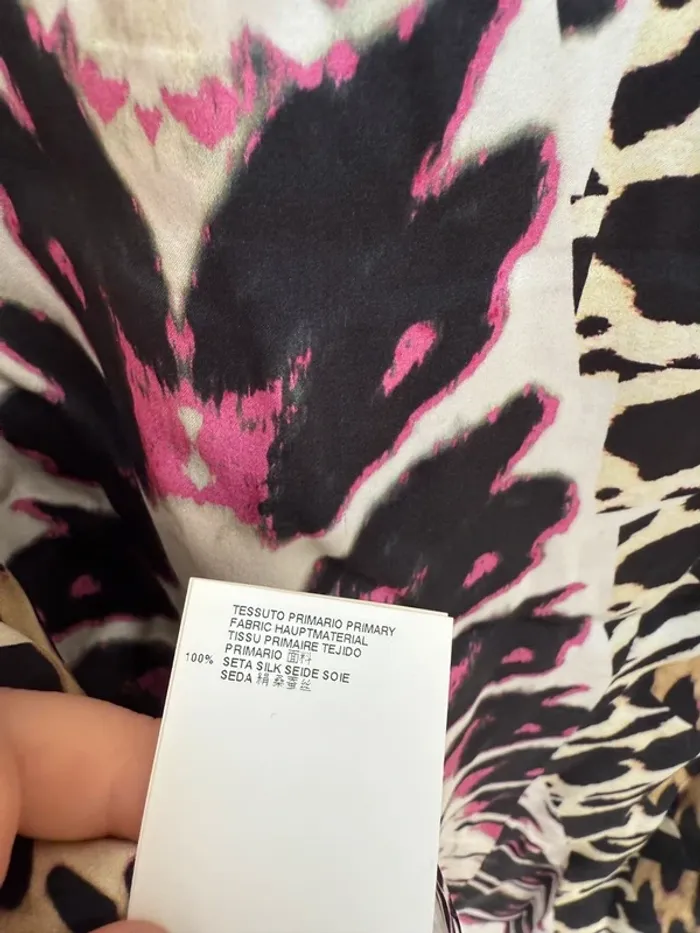 TESSUTO PRIMARIO PRIMARY
FABRIC HAUPTMATERIAL
TISSU PRIMAIRE TEJIDO
PRIMARIO 面料
100% SETA SILK SEIDE SOIE
SEDA 絹 桑蚕丝